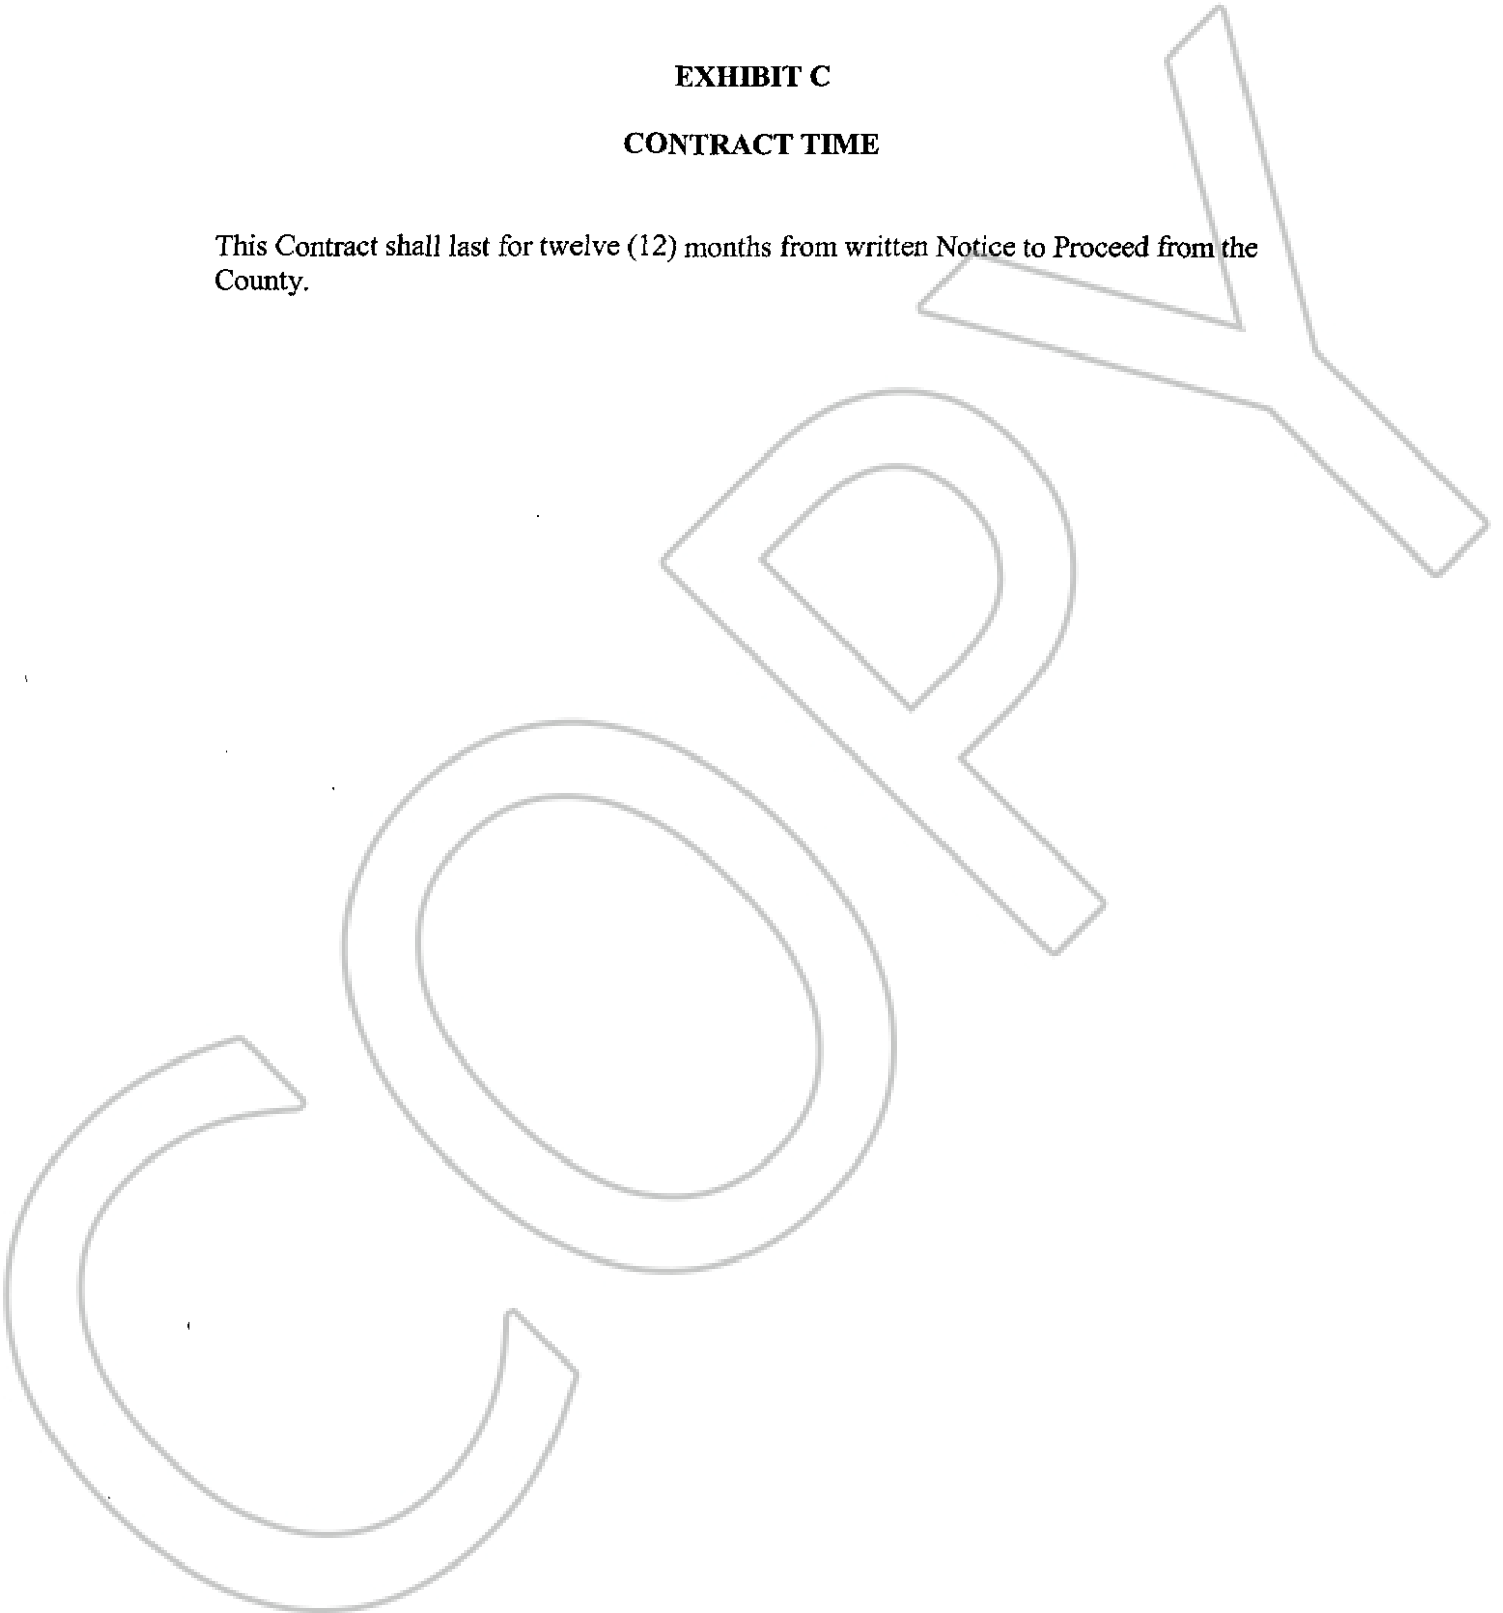 EXHIBIT C
CONTRACT TIME
This Contract shall last for twelve (12) months from written Notice to Proceed from the
County.
COPY